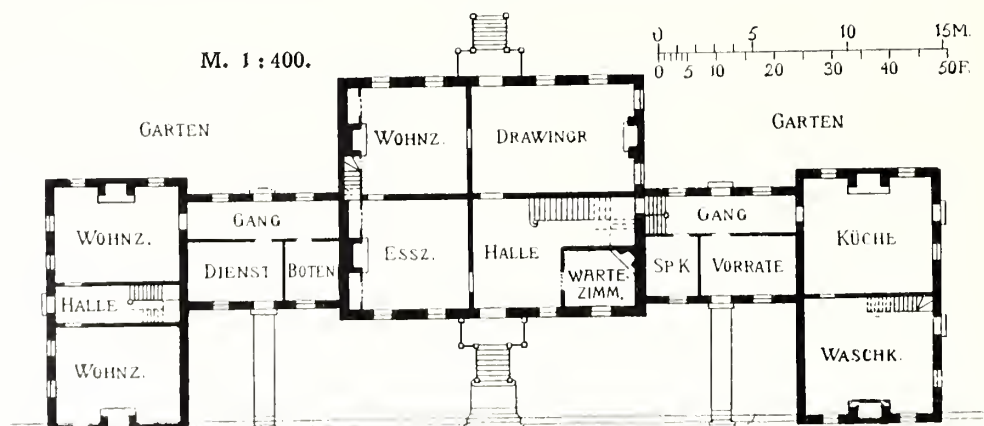 M. 1:400.
0 5 10 15M.
0 5 10 20 30 40 50F.
GARTEN
GARTEN
WOHNZ.
DRAWINGR
GANG
GANG
WOHNZ.
KÜCHE
DIENST
BOTEN
ESSZ.
HALLE
WARTE-
ZIMM.
SP K
VORRATE
HALLE
WOHNZ.
WASCHK.